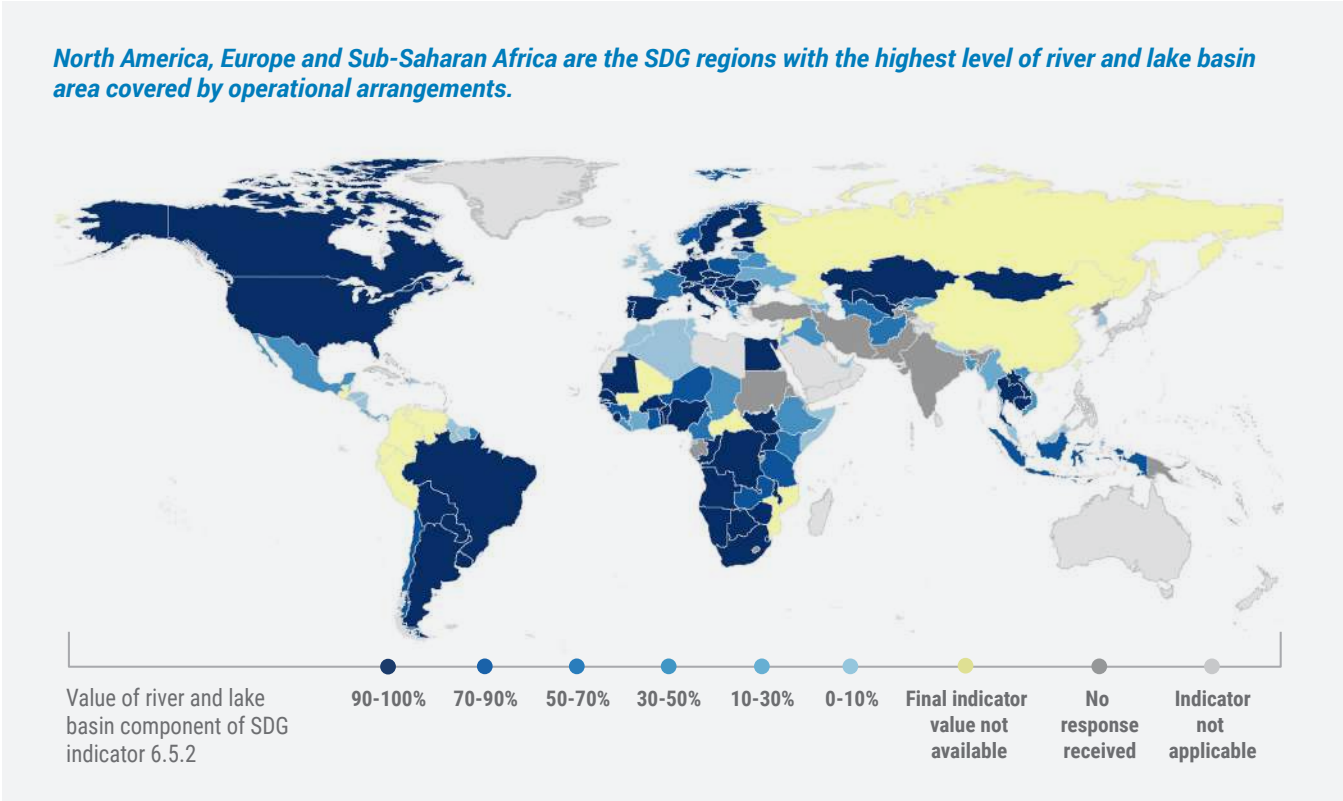 North America, Europe and Sub-Saharan Africa are the SDG regions with the highest level of river and lake basin
area covered by operational arrangements.
Value of river and lake
basin component of SDG
indicator 6.5.2
90-100%
70-90%
50-70%
30-50%
10-30%
0-10%
Final indicator
value not
available
No
response
received
Indicator
not
applicable